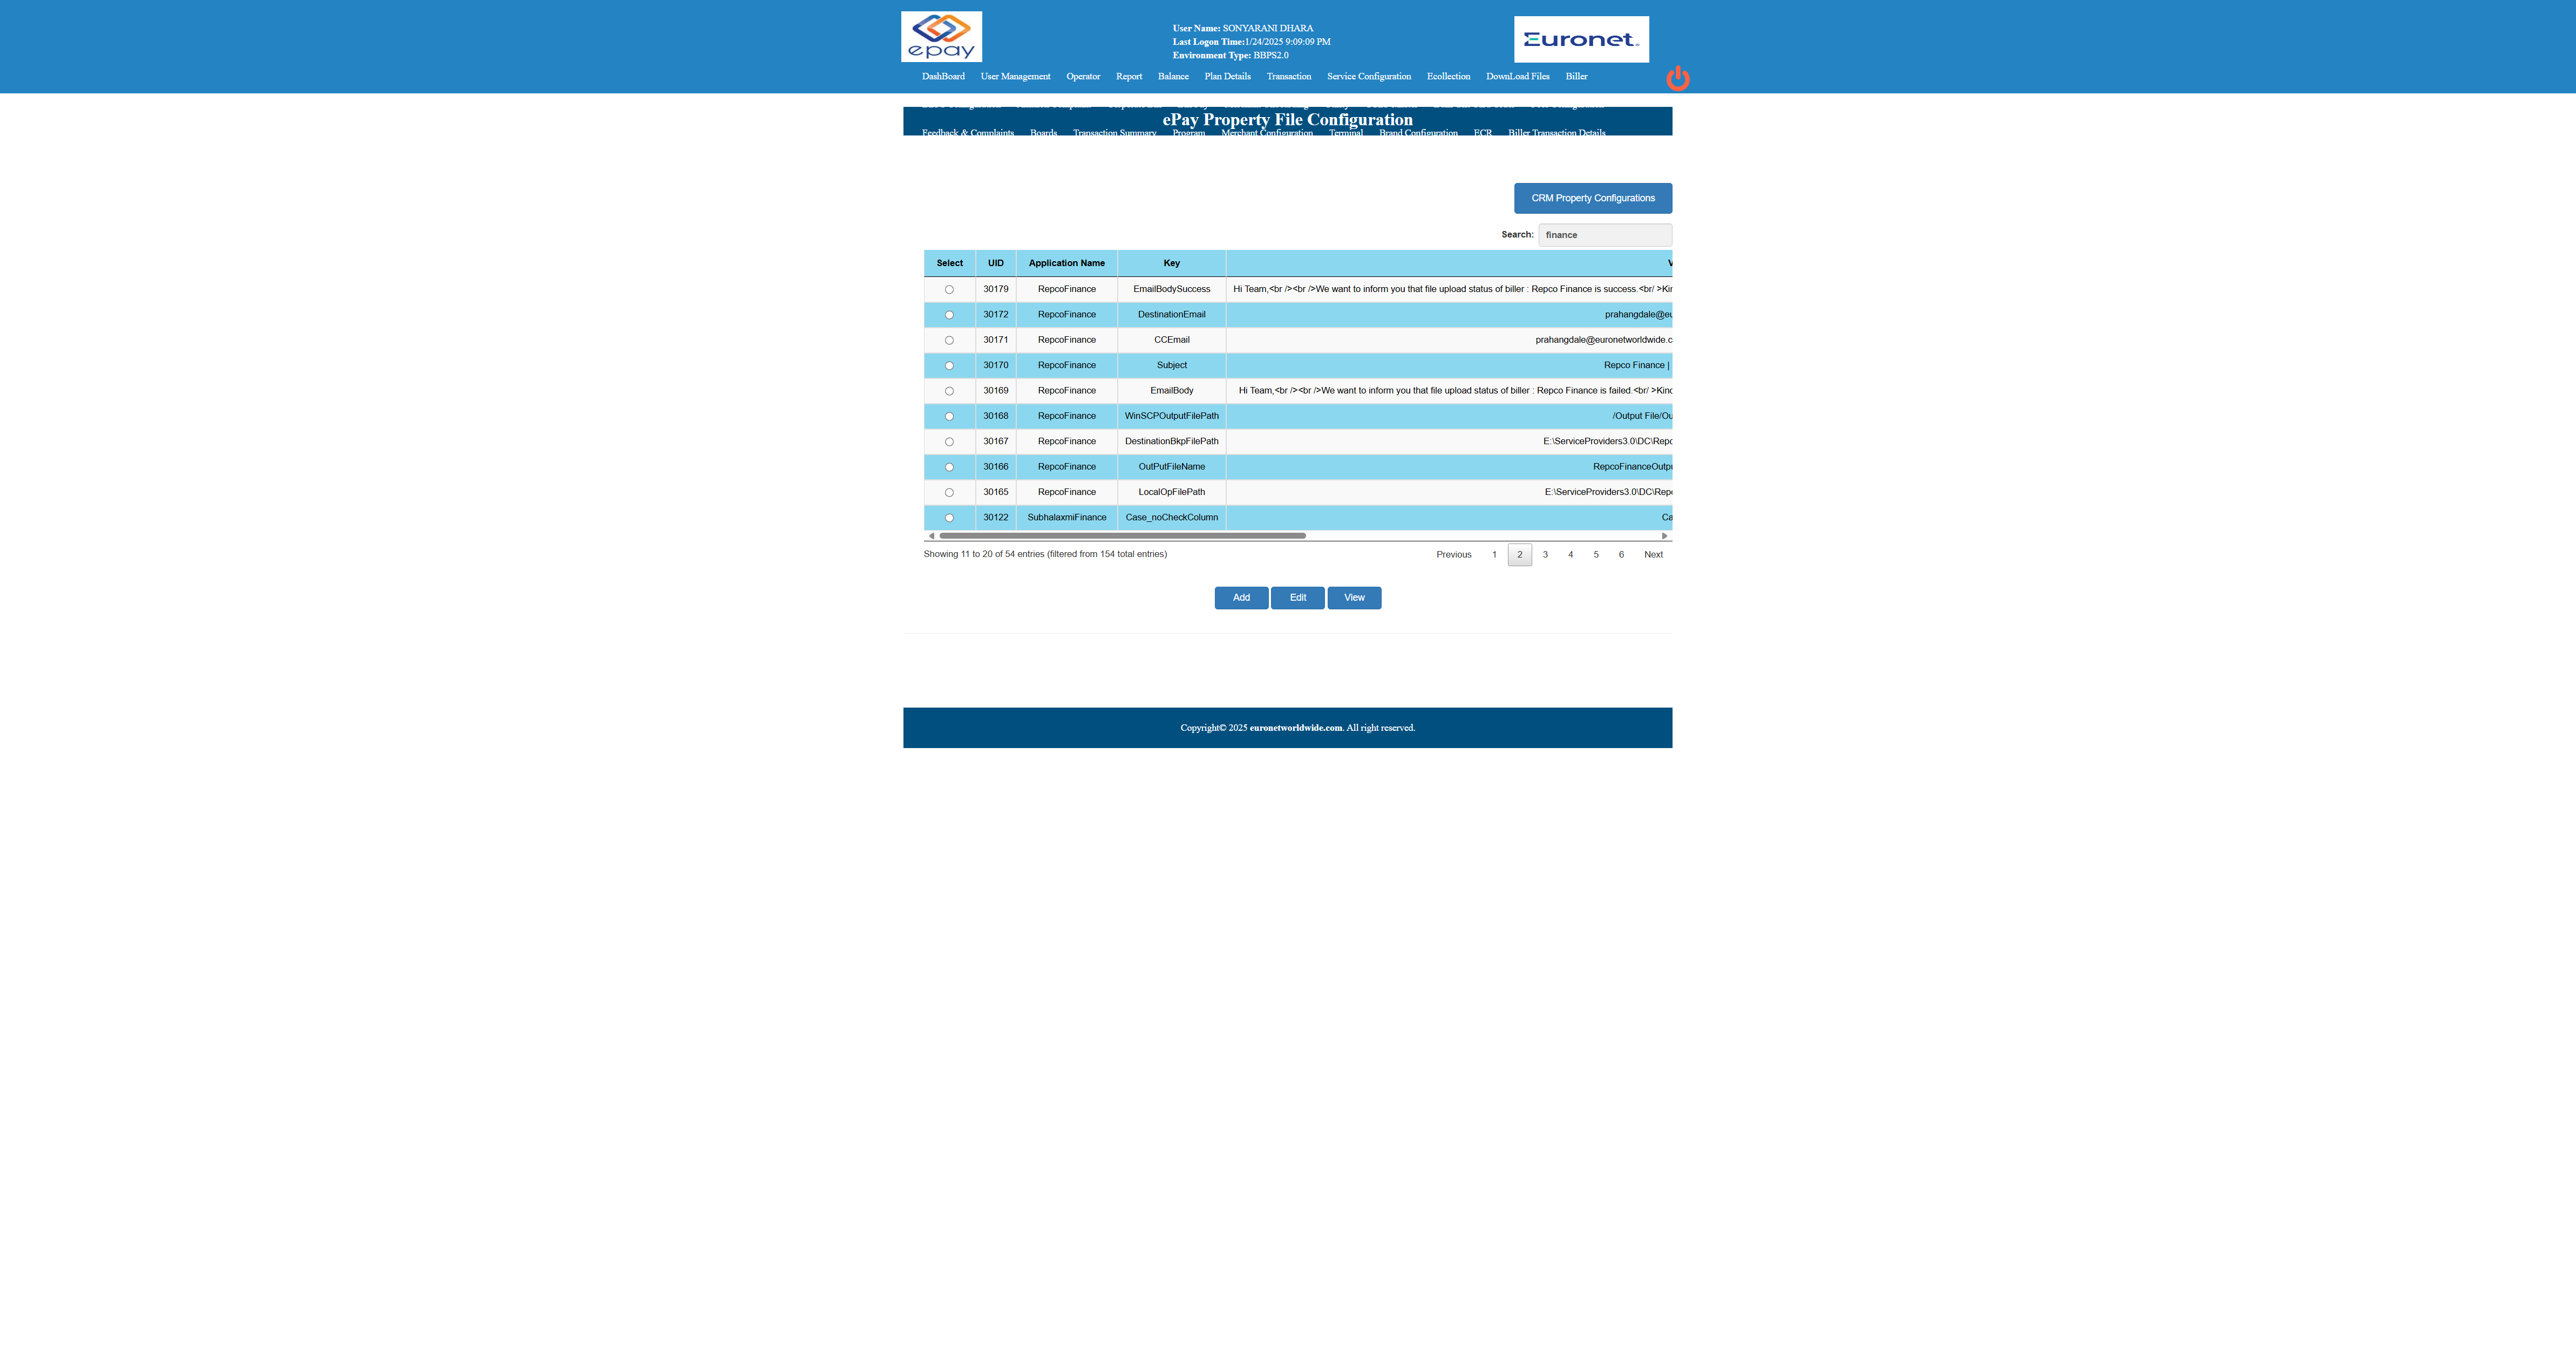 epay
User Name: SONYARANI DHARA
Last Logon Time:1/24/2025 9:09:09 PM
Environment Type: BBPS2.0
Euronet
DashBoard User Management Operator Report Balance Plan Details Transaction Service Configuration Ecollection DownLoad Files Biller
ePay Property File Configuration
Feedback & Complaints Boards Transaction Summary Program Merchant Configuration Terminal Brand Configuration ECR Biller Transaction Details
CRM Property Configurations
Search: finance
Select UID Application Name Key
30179 RepcoFinance EmailBodySuccess Hi Team,<br /><br />We want to inform you that file upload status of biller : Repco Finance is success.<br/ >Kin
30172 RepcoFinance DestinationEmail prahangdale@eu
30171 RepcoFinance CCEmail prahangdale@euronetworldwide.c
30170 RepcoFinance Subject Repco Finance |
30169 RepcoFinance EmailBody Hi Team,<br /><br />We want to inform you that file upload status of biller : Repco Finance is failed.<br/ >Kind
30168 RepcoFinance WinSCPOutputFilePath /Output File/Ou
30167 RepcoFinance DestinationBkpFilePath E:\ServiceProviders3.0\DC\Repc
30166 RepcoFinance OutPutFileName RepcoFinanceOutpu
30165 RepcoFinance LocalOpFilePath E:\ServiceProviders3.0\DC\Repc
30122 SubhalaxmiFinance Case_noCheckColumn Ca
Showing 11 to 20 of 54 entries (filtered from 154 total entries) Previous 1 2 3 4 5 6 Next
Add Edit View
Copyright© 2025 euronetworldwide.com. All right reserved.